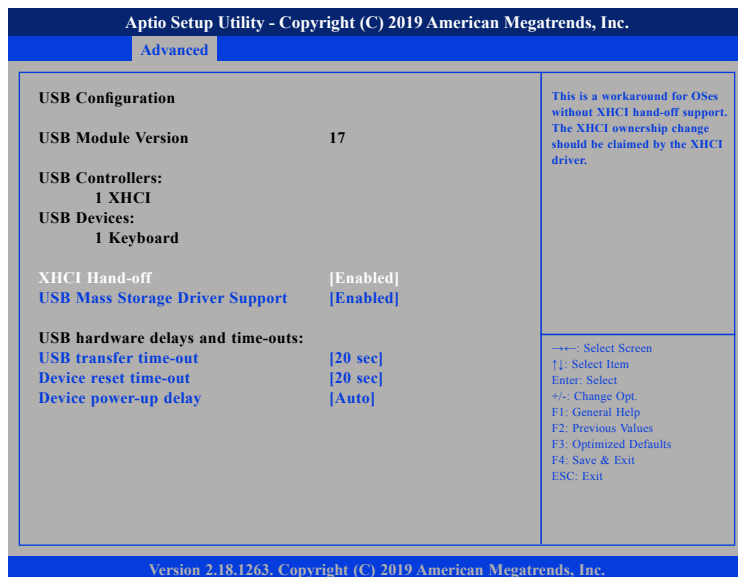 Aptio Setup Utility - Copyright (C) 2019 American Megatrends, Inc.
Advanced
USB Configuration
USB Module Version 17
USB Controllers:
1 XHCI
USB Devices:
1 Keyboard
XHCI Hand-off [Enabled]
USB Mass Storage Driver Support [Enabled]
USB hardware delays and time-outs:
USB transfer time-out [20 sec]
Device reset time-out [20 sec]
Device power-up delay [Auto]
This is a workaround for OSes
without XHCI hand-off support.
The XHCI ownership change
should be claimed by the XHCI
driver.
→←: Select Screen
↑↓: Select Item
Enter: Select
+/-: Change Opt.
F1: General Help
F2: Previous Values
F3: Optimized Defaults
F4: Save & Exit
ESC: Exit
Version 2.18.1263. Copyright (C) 2019 American Megatrends, Inc.